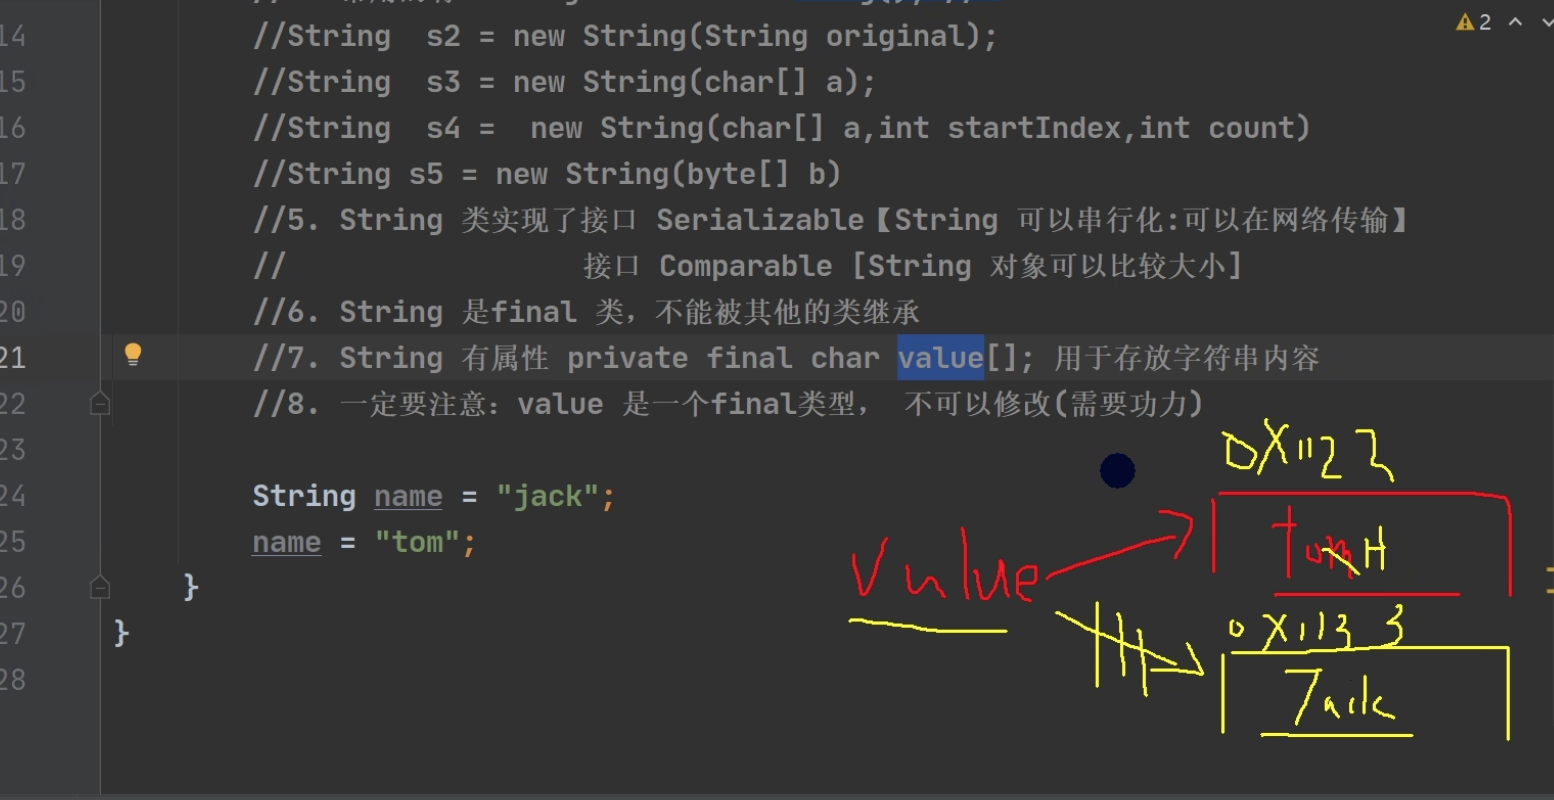 14 //String  s2 = new String(String original);
15 //String  s3 = new String(char[] a);
16 //String  s4 =  new String(char[] a,int startIndex,int count)
17 //String s5 = new String(byte[] b)
18 //5. String 类实现了接口 Serializable【String 可以串行化:可以在网络传输】
19 //                 接口 Comparable [String 对象可以比较大小]
20 //6. String 是final 类，不能被其他的类继承
21 //7. String 有属性 private final char value[]; 用于存放字符串内容
22 //8. 一定要注意：value 是一个final类型， 不可以修改(需要功力)
23
24 String name = "jack";
25 name = "tom";
26 }
27 }
28
2
0X1122
value
tom H
0X1133
Jack